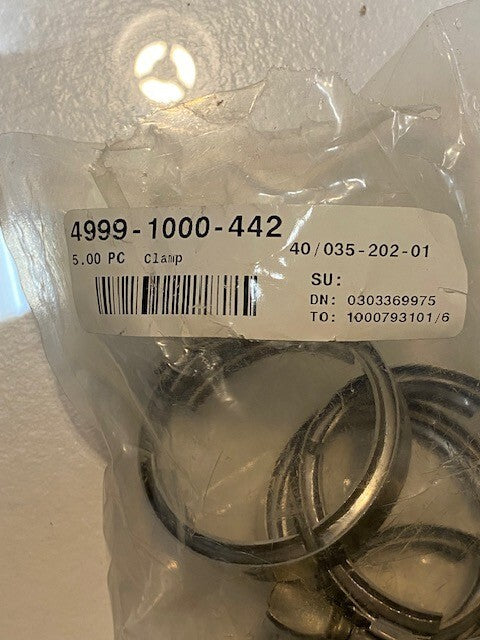 4999-1000-442
5.00 PC Clamp
40/035-202-01
SU:
DN: 0303369975
TO: 1000793101/6